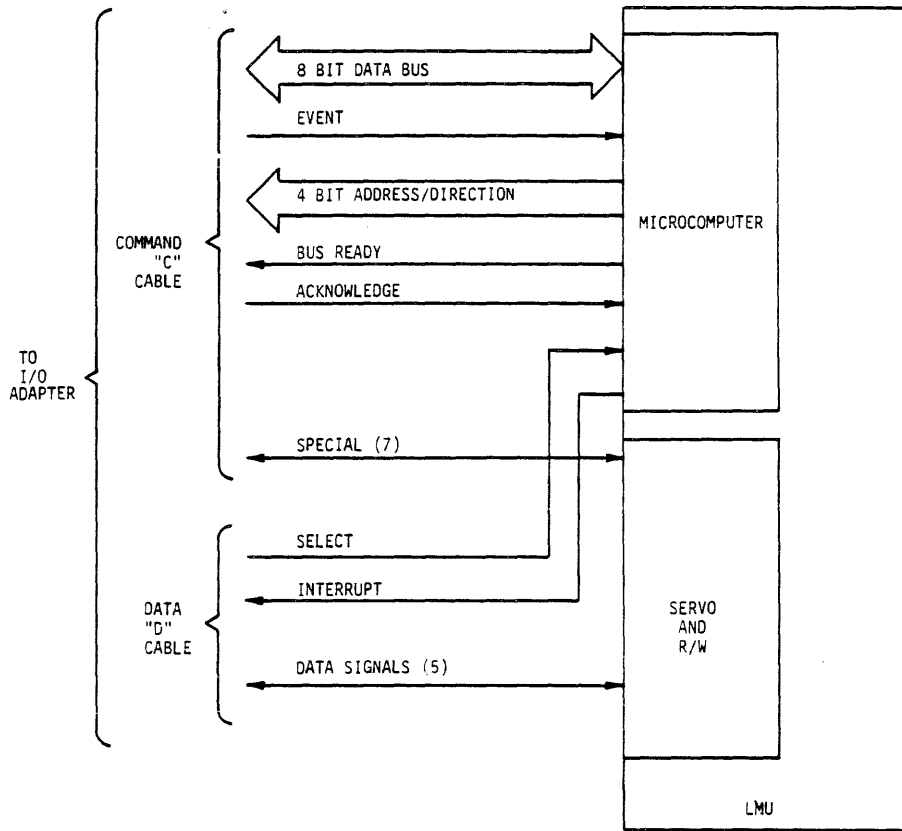 8 BIT DATA BUS
EVENT
4 BIT ADDRESS/DIRECTION
MICROCOMPUTER
COMMAND
"C"
CABLE
BUS READY
ACKNOWLEDGE
TO
I/O
ADAPTER
SPECIAL (7)
SELECT
INTERRUPT
DATA
"D"
CABLE
SERVO
AND
R/W
DATA SIGNALS (5)
LMU